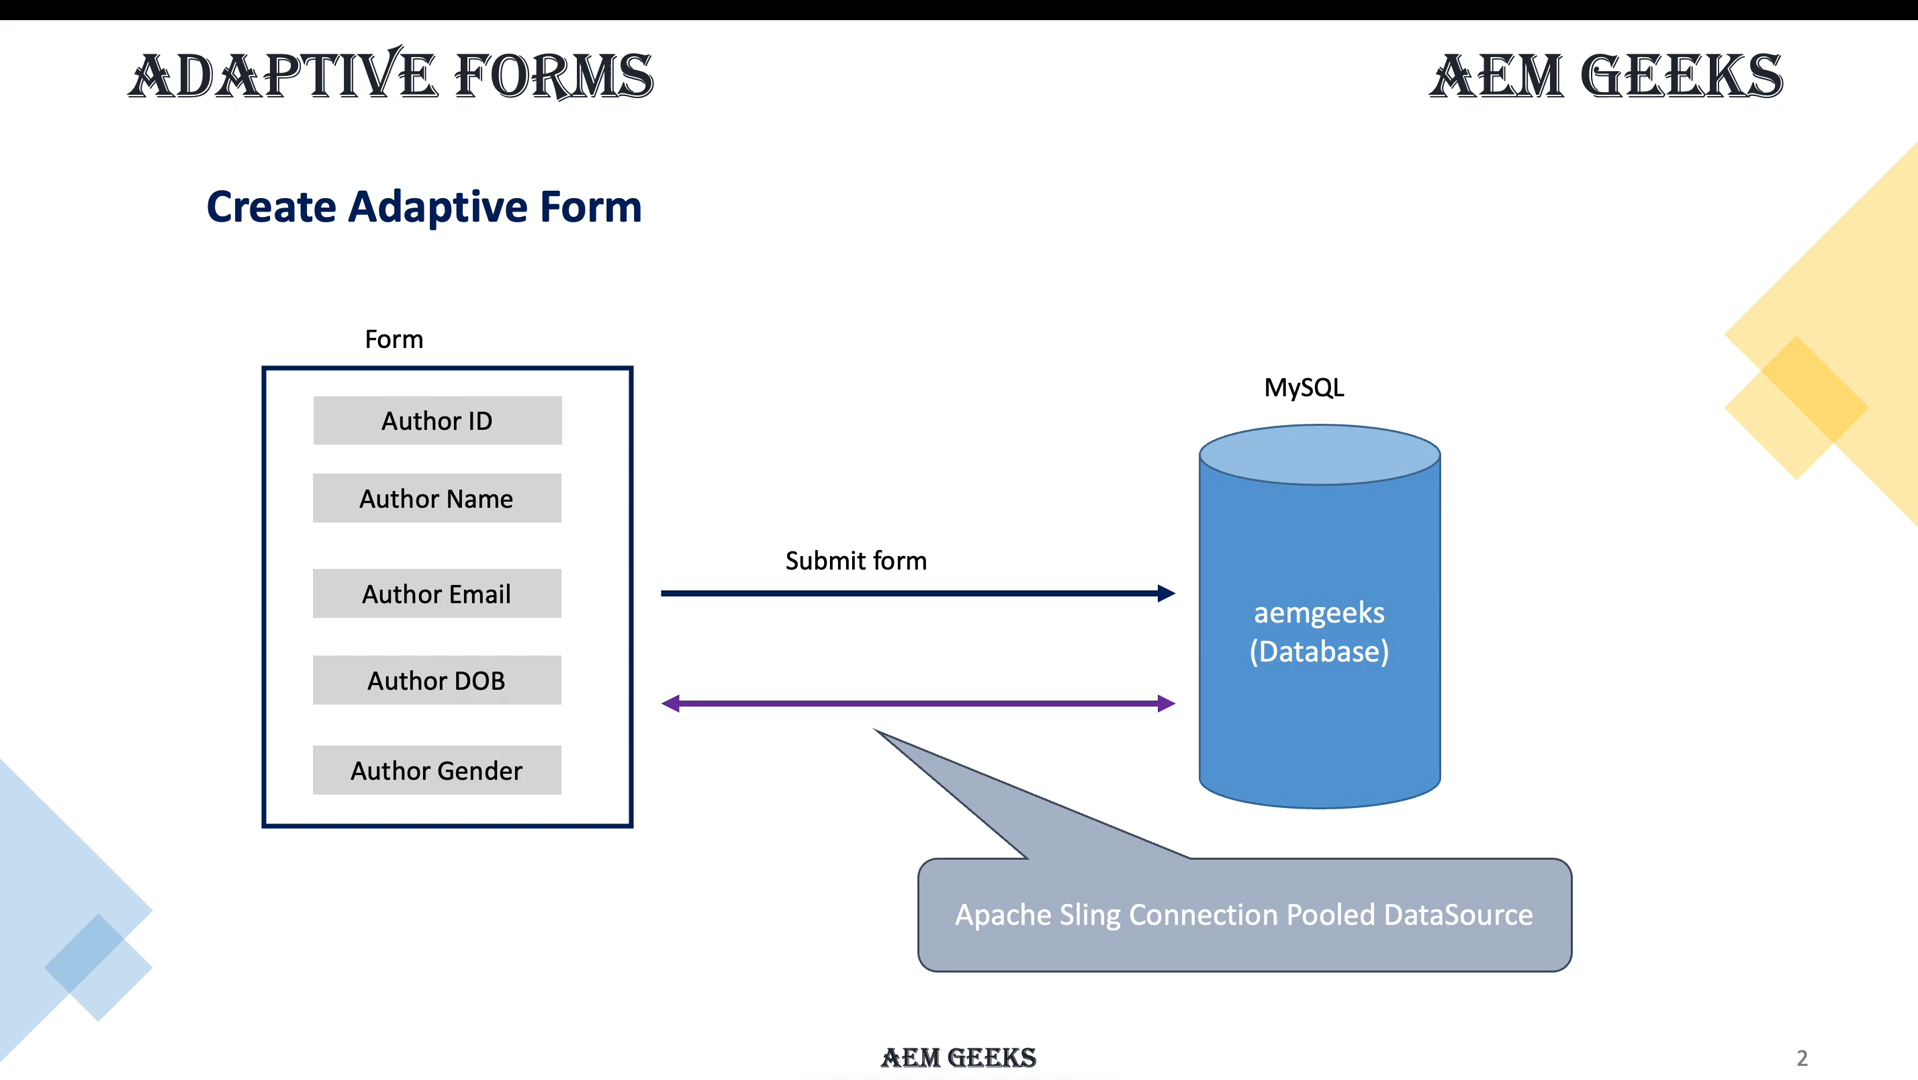 ADAPTIVE FORMS
AEM GEEKS
Create Adaptive Form
Form
Author ID
Author Name
Author Email
Author DOB
Author Gender
Submit form
MySQL
aemgeeks
(Database)
Apache Sling Connection Pooled DataSource
AEM GEEKS
2